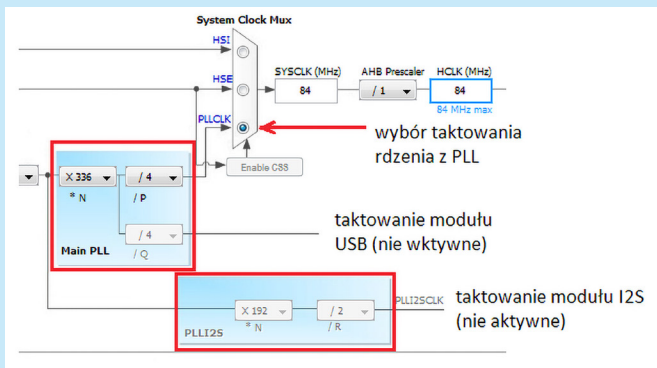 System Clock Mux
HSI
SYSCLK (MHz)
AHB Prescaler
HCLK (MHz)
HSE
84
/ 1
84
84 MHz max
PLLCLK
wybór taktowania
rdzenia z PLL
Enable CSS
X 336
/ 4
* N
/ P
taktowanie modułu
USB (nie wktywne)
/ 4
Main PLL
/ Q
PLLI2SCLK
taktowanie modułu I2S
(nie aktywne)
X 192
/ 2
* N
/ R
PLLI2S